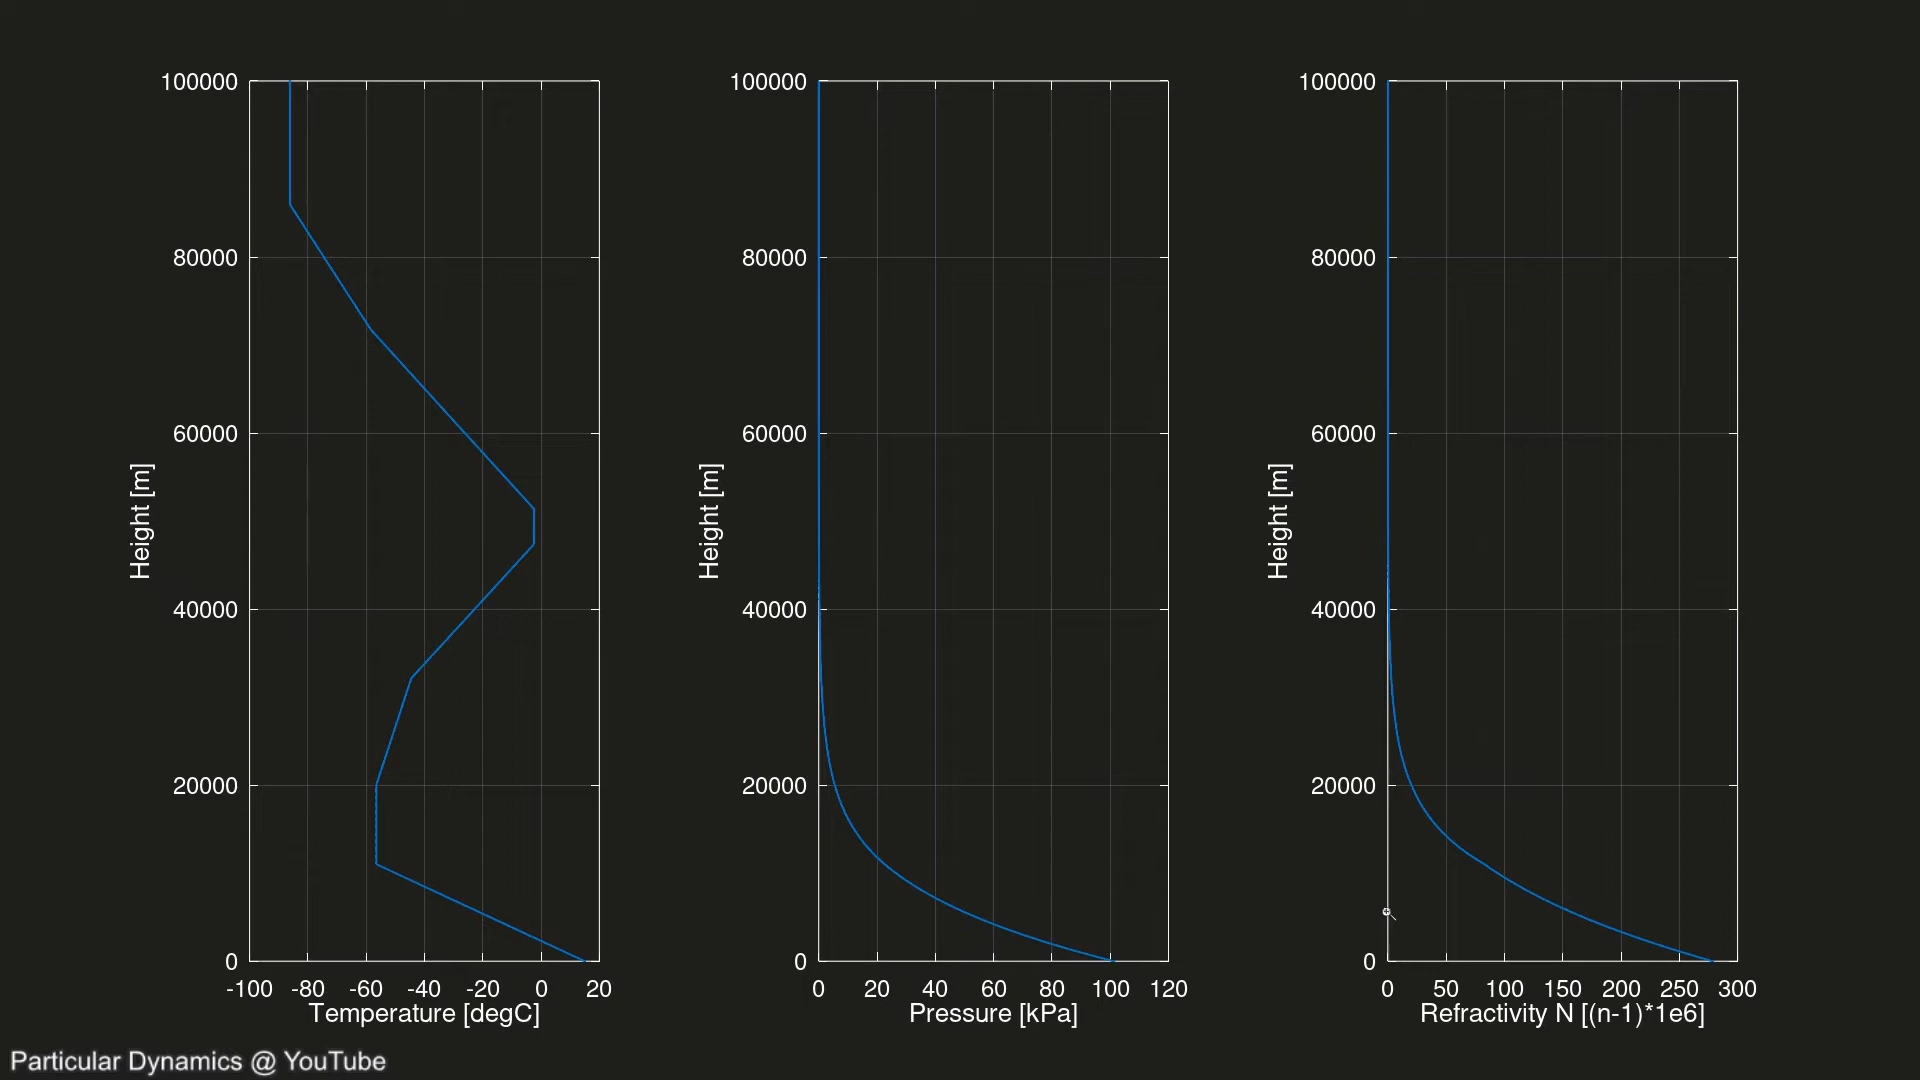 100000
80000
60000
40000
20000
0
Height [m]
-100 -80 -60 -40 -20 0 20
Temperature [degC]
100000
80000
60000
40000
20000
0
Height [m]
0 20 40 60 80 100 120
Pressure [kPa]
100000
80000
60000
40000
20000
0
Height [m]
0 50 100 150 200 250 300
Refractivity N [(n-1)*1e6]
Particular Dynamics @ YouTube